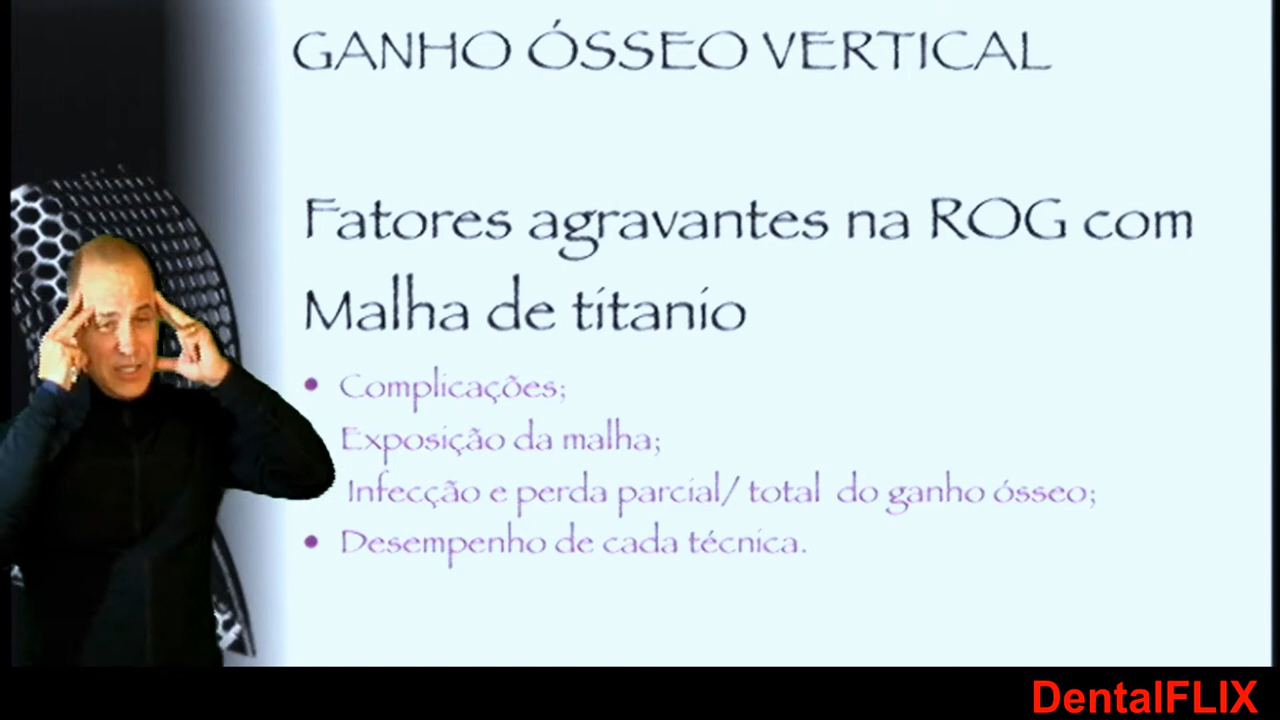 GANHO ÓSSEO VERTICAL
Fatores agravantes na ROG com
Malha de titanio
• Complicações;
Exposição da malha;
Infecção e perda parcial/ total do ganho ósseo;
• Desempenho de cada técnica.
DentalFLIX